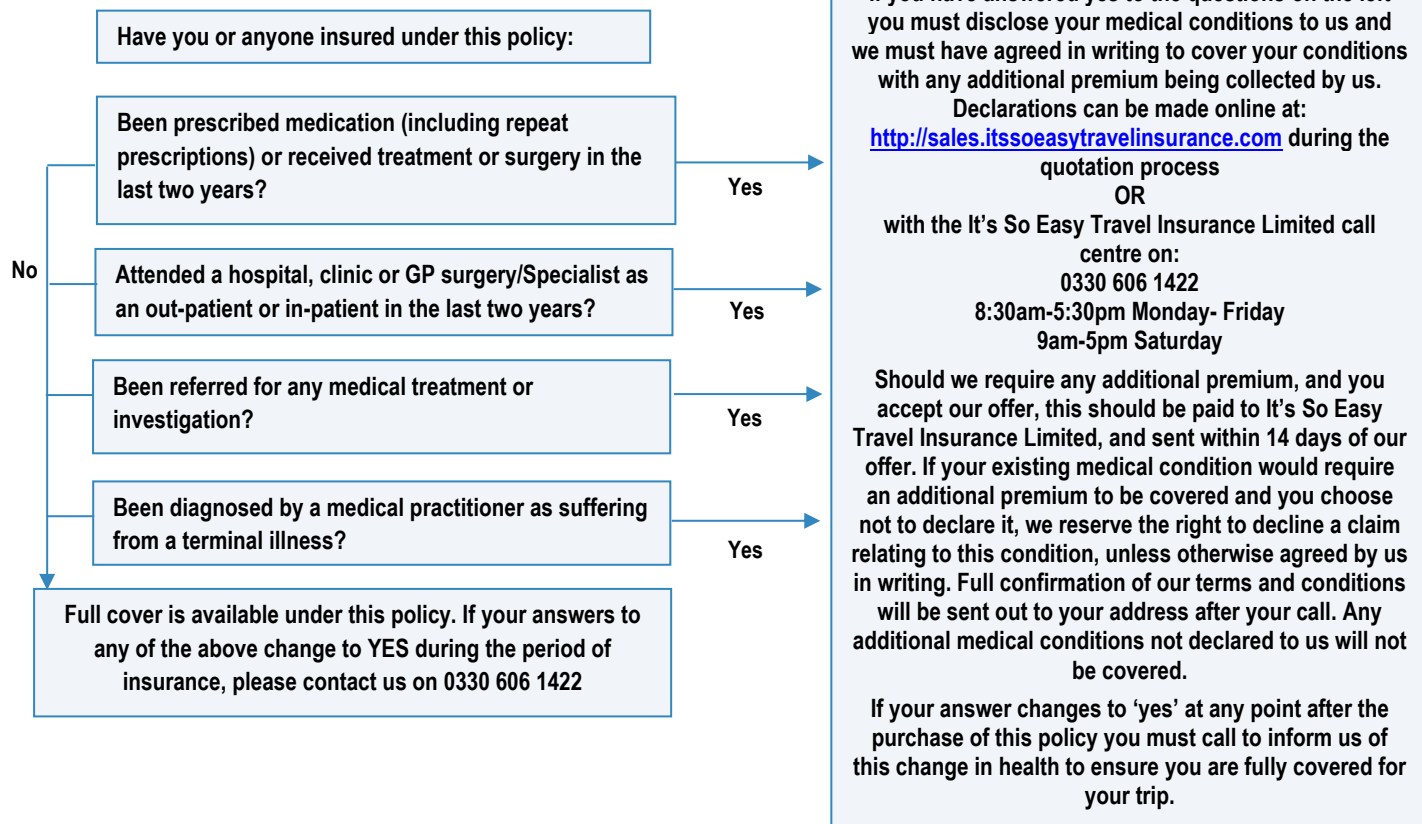 Have you or anyone insured under this policy:
Been prescribed medication (including repeat
prescriptions) or received treatment or surgery in the
last two years?
Yes
No
Attended a hospital, clinic or GP surgery/Specialist as
an out-patient or in-patient in the last two years?
Yes
Been referred for any medical treatment or
investigation?
Yes
Been diagnosed by a medical practitioner as suffering
from a terminal illness?
Yes
Full cover is available under this policy. If your answers to
any of the above change to YES during the period of
insurance, please contact us on 0330 606 1422
If you have answered yes to the questions on the left
you must disclose your medical conditions to us and
we must have agreed in writing to cover your conditions
with any additional premium being collected by us.
Declarations can be made online at:
http://sales.itssoeasytravelinsurance.com during the
quotation process
OR
with the It’s So Easy Travel Insurance Limited call
centre on:
0330 606 1422
8:30am-5:30pm Monday- Friday
9am-5pm Saturday
Should we require any additional premium, and you
accept our offer, this should be paid to It’s So Easy
Travel Insurance Limited, and sent within 14 days of our
offer. If your existing medical condition would require
an additional premium to be covered and you choose
not to declare it, we reserve the right to decline a claim
relating to this condition, unless otherwise agreed by us
in writing. Full confirmation of our terms and conditions
will be sent out to your address after your call. Any
additional medical conditions not declared to us will not
be covered.
If your answer changes to ‘yes’ at any point after the
purchase of this policy you must call to inform us of
this change in health to ensure you are fully covered for
your trip.